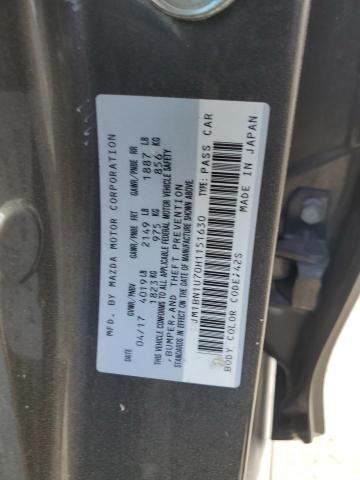 MFD. BY MAZDA MOTOR CORPORATION
DATE GVWR/PNBV GAWR/PNBE FRT GAWR/PNBE RR
04/17 4019 LB 2149 LB 1887 LB
1823 KG 975 KG 856 KG
THIS VEHICLE CONFORMS TO ALL APPLICABLE FEDERAL MOTOR VEHICLE SAFETY
, BUMPER, AND THEFT PREVENTION
STANDARDS IN EFFECT ON THE DATE OF MANUFACTURE SHOWN ABOVE.
JM1BN1U70H1151630 TYPE: PASS CAR
MADE IN JAPAN
BODY COLOR CODE: 42S